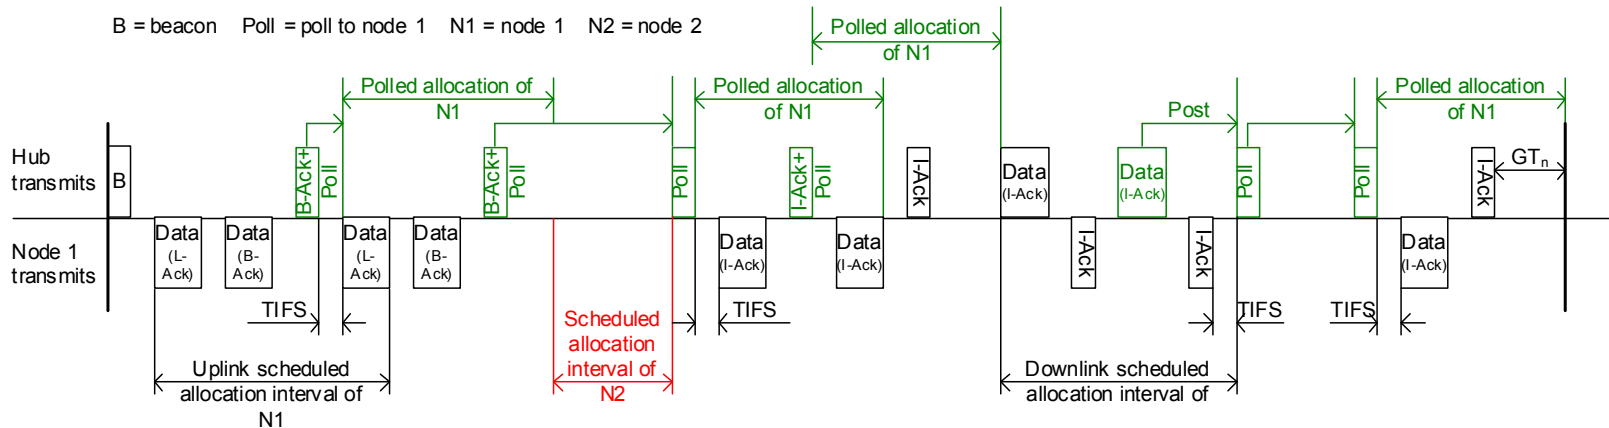 B = beacon Poll = poll to node 1 N1 = node 1 N2 = node 2
Polled allocation
of N1
Polled allocation of
N1
Polled allocation
of N1
Post
Polled allocation
of N1
Hub
transmits
B
B-Ack+
Poll
B-Ack+
Poll
Poll
I-Ack+
Poll
I-Ack
Data
(I-Ack)
Data
(I-Ack)
Poll
Poll
I-Ack
GTn
Node 1
transmits
Data
(L-
Ack)
Data
(B-
Ack)
Data
(L-
Ack)
Data
(B-
Ack)
Data
(I-Ack)
Data
(I-Ack)
I-Ack
I-Ack
Data
(I-Ack)
TIFS
TIFS
TIFS
TIFS
Scheduled
allocation
interval of
N2
Uplink scheduled
allocation interval of
N1
Downlink scheduled
allocation interval of